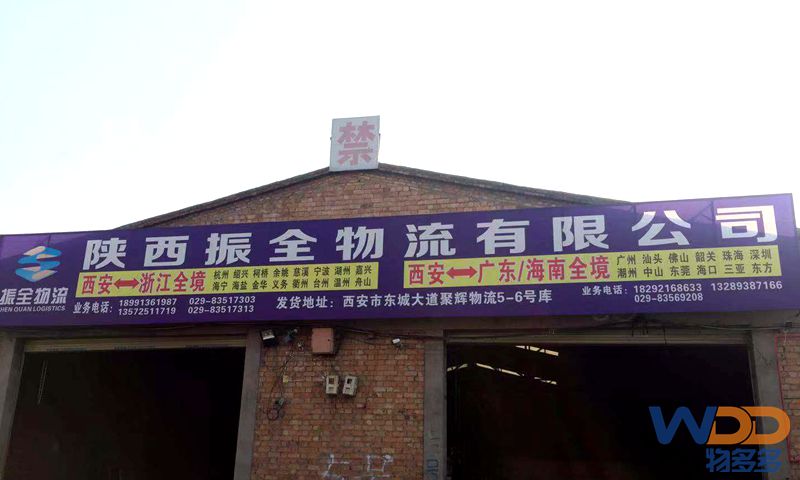 禁
陕西振全物流有限公司
振全物流
ZHEN QUAN LOGISTICS
西安⟷浙江全境
杭州 绍兴 柯桥 余姚 慈溪 宁波 湖州 嘉兴
海宁 海盐 金华 义务 衢州 台州 温州 舟山
业务电话：18991361987 029-83517303
13572511719 029-83517313
发货地址：西安市东城大道聚辉物流5-6号库
西安⟷广东/海南全境
广州 汕头 佛山 韶关 珠海 深圳
潮州 中山 东莞 海口 三亚 东方
业务电话：18292168633 13289387166
029-83569208
WDD
物多多